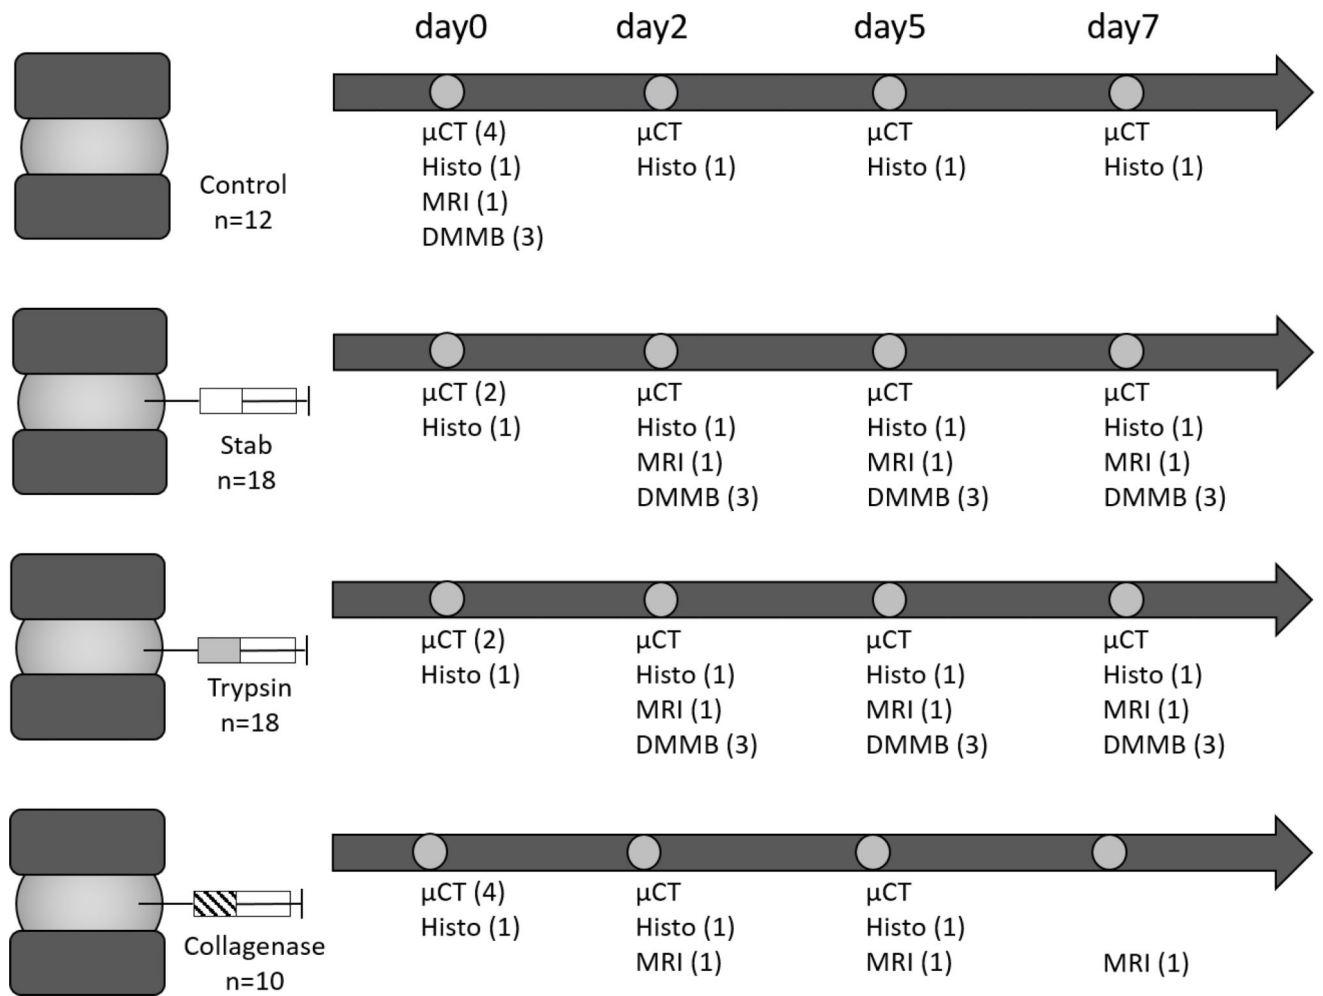 day0 day2 day5 day7
Control
n=12
μCT (4) μCT μCT μCT
Histo (1) Histo (1) Histo (1) Histo (1)
MRI (1)
DMMB (3)
Stab
n=18
μCT (2) μCT μCT μCT
Histo (1) Histo (1) Histo (1) Histo (1)
MRI (1) MRI (1) MRI (1)
DMMB (3) DMMB (3) DMMB (3)
Trypsin
n=18
μCT (2) μCT μCT μCT
Histo (1) Histo (1) Histo (1) Histo (1)
MRI (1) MRI (1) MRI (1)
DMMB (3) DMMB (3) DMMB (3)
Collagenase
n=10
μCT (4) μCT μCT
Histo (1) Histo (1) Histo (1)
MRI (1) MRI (1) MRI (1)